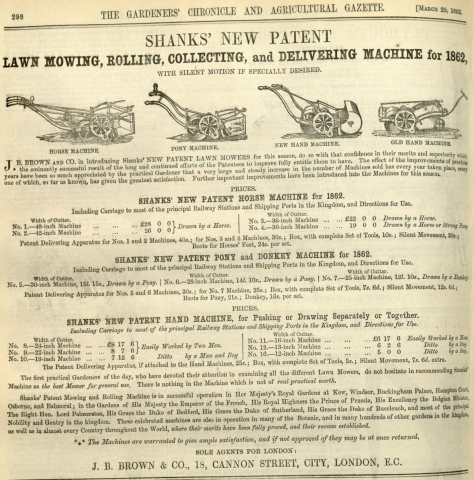 298 THE GARDENERS' CHRONICLE AND AGRICULTURAL GAZETTE. [MARCH 29, 1862.
SHANKS' NEW PATENT
LAWN MOWING, ROLLING, COLLECTING, and DELIVERING MACHINE for 1862,
WITH SILENT MOTION IF SPECIALLY DESIRED.
HORSE MACHINE. PONY MACHINE. NEW HAND MACHINE. OLD HAND MACHINE.
J. B. BROWN AND CO. in introducing Shanks' NEW PATENT LAWN MOWERS for this season, do so with that confidence in their merits and superiority which
the eminently successful result of the long and continued efforts of the Patentees to improve fully entitle them to have. The effect of the improvements of previous
years have been so much appreciated by the practical Gardener that a very large and steady increase in the number of Machines sold has every year taken place, every
one of which, so far as known, has given the greatest satisfaction. Further important improvements have been introduced into the Machines for this season.
PRICES.
SHANKS' NEW PATENT HORSE MACHINE for 1862.
Including Carriage to most of the principal Railway Stations and Shipping Ports in the Kingdom, and Directions for Use.
Width of Cutter. Width of Cutter.
No. 1.—48-inch Machine ... £28 0 0 } Drawn by a Horse. No. 3.—36-inch Machine ... £22 0 0 Drawn by a Horse.
No. 2.—42-inch Machine ... 26 0 0 No. 4.—30-inch Machine ... 19 0 0 Drawn by a Horse or Strong Pony
Patent Delivering Apparatus for Nos. 1 and 2 Machines, 40s.; for Nos. 3 and 4 Machines, 30s.; Box, with complete Set of Tools, 10s.; Silent Movement, 20s.;
Boots for Horses' Feet, 24s. per set.
SHANKS' NEW PATENT PONY and DONKEY MACHINE for 1862.
Including Carriage to most of the principal Railway Stations and Shipping Ports in the Kingdom, and Directions for Use.
Width of Cutter. Width of Cutter. Width of Cutter.
No. 5.—30-inch Machine, 15l. 15s., Drawn by a Pony. | No. 6.—28-inch Machine, 14l. 10s., Drawn by a Pony. | No. 7.—25-inch Machine, 12l. 10s., Drawn by a Donkey
Patent Delivering Apparatus for Nos. 5 and 6 Machines, 30s.; for No. 7 Machine, 25s.; Box, with complete Set of Tools, 7s. 6d.; Silent Movement, 12s. 6d.;
Boots for Pony, 21s.; Donkey, 16s. per set.
PRICES.
SHANKS' NEW PATENT HAND MACHINE, for Pushing or Drawing Separately or Together.
Including Carriage to most of the principal Railway Stations and Shipping Ports in the Kingdom, and Directions for Use.
Width of Cutter. Width of Cutter.
No. 8.—24-inch Machine ... £8 17 6 } Easily Worked by Two Men. No. 11.—16-inch Machine ... £6 17 6 Easily Worked by a Man
No. 9.—22-inch Machine ... 8 7 6 No. 12.—13-inch Machine ... 6 2 6 Ditto by a Boy
No. 10.—19-inch Machine ... 7 12 6 Ditto by a Man and Boy No. 16.—12-inch Machine ... 5 0 0 Ditto by a Boy.
The Patent Delivering Apparatus, if attached to the Hand Machines, 25s.; Box, with complete Set of Tools, 5s.; Silent Movement, 7s. 6d. extra.
The first practical Gardeners of the day, who have devoted their attention in examining all the different Lawn Mowers, do not hesitate in recommending Shanks'
Machine as the best Mower for general use. There is nothing in the Machine which is not of real practical worth.
Shanks' Patent Mowing and Rolling Machine is in successful operation in Her Majesty's Royal Gardens at Kew, Windsor, Buckingham Palace, Hampton Court,
Osborne, and Balmoral; in the Gardens of His Majesty the Emperor of the French, His Royal Highness the Prince of Prussia, His Excellency the Belgian Minister,
The Right Hon. Lord Palmerston, His Grace the Duke of Bedford, His Grace the Duke of Sutherland, His Grace the Duke of Buccleuch, and most of the principal
Nobility and Gentry in the kingdom. These celebrated machines are also in operation in many of the Botanic, and in many hundreds of other gardens in the kingdom,
as well as in almost every Country throughout the World, where their merits have been fully proved, and their success established.
*** The Machines are warranted to give ample satisfaction, and if not approved of they may be at once returned.
SOLE AGENTS FOR LONDON:
J. B. BROWN & CO., 18, CANNON STREET, CITY, LONDON, E.C.